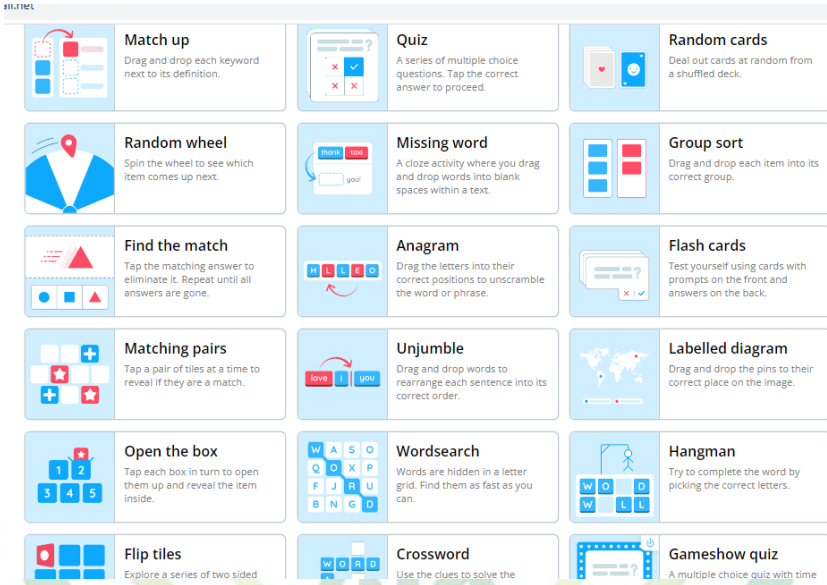 all.net
Match up
Drag and drop each keyword
next to its definition.
Quiz
A series of multiple choice
questions. Tap the correct
answer to proceed.
Random cards
Deal out cards at random from
a shuffled deck.
Random wheel
Spin the wheel to see which
item comes up next.
thank taxi
you!
Missing word
A cloze activity where you drag
and drop words into blank
spaces within a text.
Group sort
Drag and drop each item into its
correct group.
Find the match
Tap the matching answer to
eliminate it. Repeat until all
answers are gone.
H L L E O
Anagram
Drag the letters into their
correct positions to unscramble
the word or phrase.
Flash cards
Test yourself using cards with
prompts on the front and
answers on the back.
Matching pairs
Tap a pair of tiles at a time to
reveal if they are a match.
love I you
Unjumble
Drag and drop words to
rearrange each sentence into its
correct order.
Labelled diagram
Drag and drop the pins to their
correct place on the image.
1 2
3 4 5
Open the box
Tap each box in turn to open
them up and reveal the item
inside.
W A S O
Q O X P
F J R U
B N G D
Wordsearch
Words are hidden in a letter
grid. Find them as fast as you
can.
W O D
W L L
Hangman
Try to complete the word by
picking the correct letters.
Flip tiles
Explore a series of two sided
W O R D
Crossword
Use the clues to solve the
Gameshow quiz
A multiple choice quiz with time